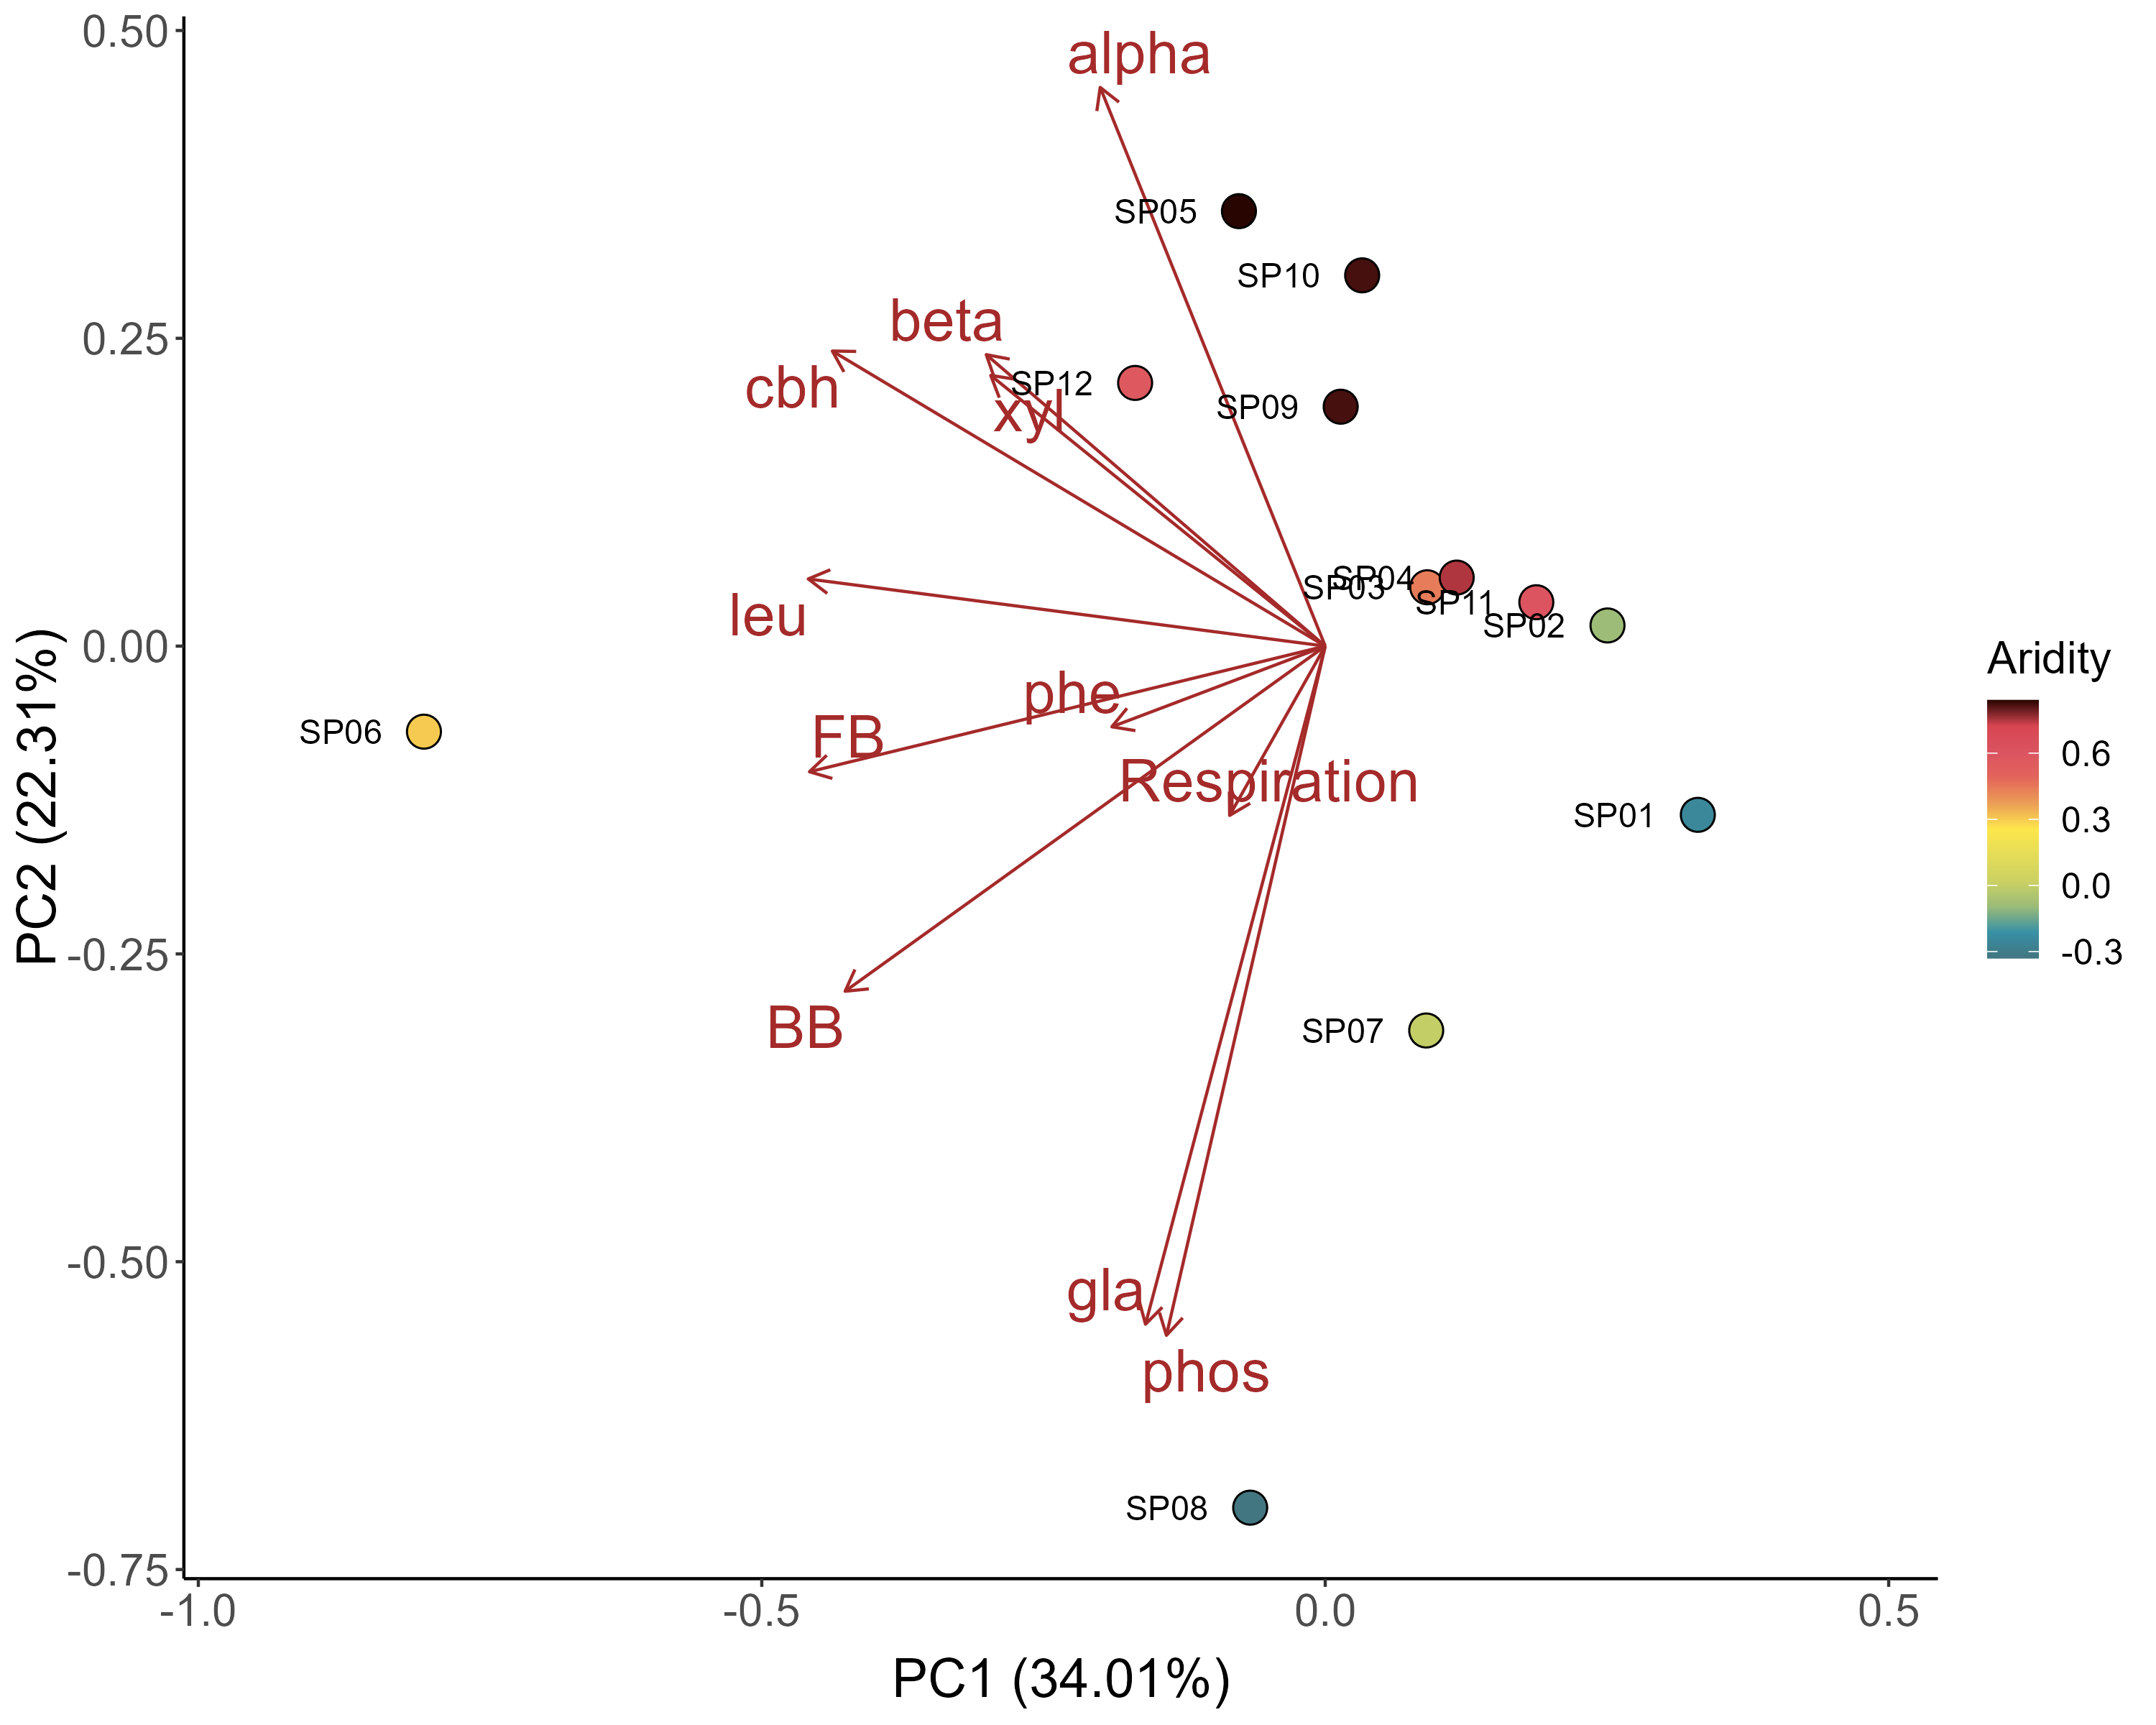 0.50
0.25
0.00
-0.25
-0.50
-0.75
PC2 (22.31%)
alpha
SP05
SP10
beta
cbh
SP12
xyl
SP09
SP04
SP03
SP11
SP02
leu
phe
FB
SP06
Respiration
SP01
BB
SP07
gla
phos
SP08
Aridity
0.6
0.3
0.0
-0.3
-1.0
-0.5
0.0
0.5
PC1 (34.01%)